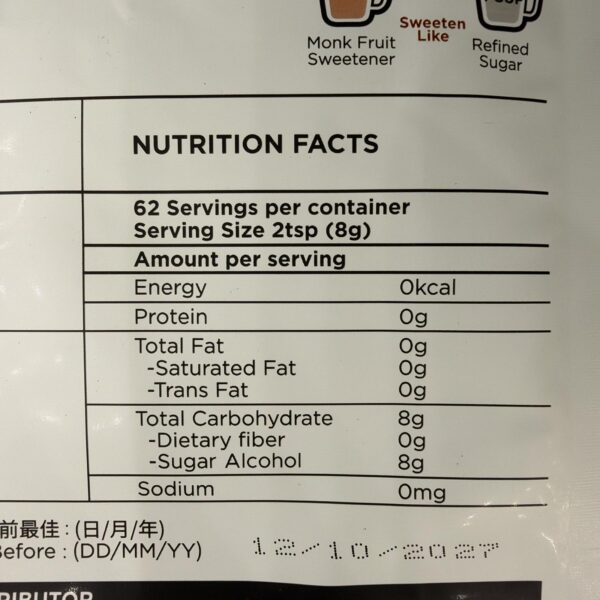 Monk Fruit
Sweetener
Sweeten
Like
Refined
Sugar
NUTRITION FACTS
62 Servings per container
Serving Size 2tsp (8g)
Amount per serving
Energy 0kcal
Protein 0g
Total Fat 0g
-Saturated Fat 0g
-Trans Fat 0g
Total Carbohydrate 8g
-Dietary fiber 0g
-Sugar Alcohol 8g
Sodium 0mg
前最佳 : (日/月/年)
Before : (DD/MM/YY) 12/10/2027